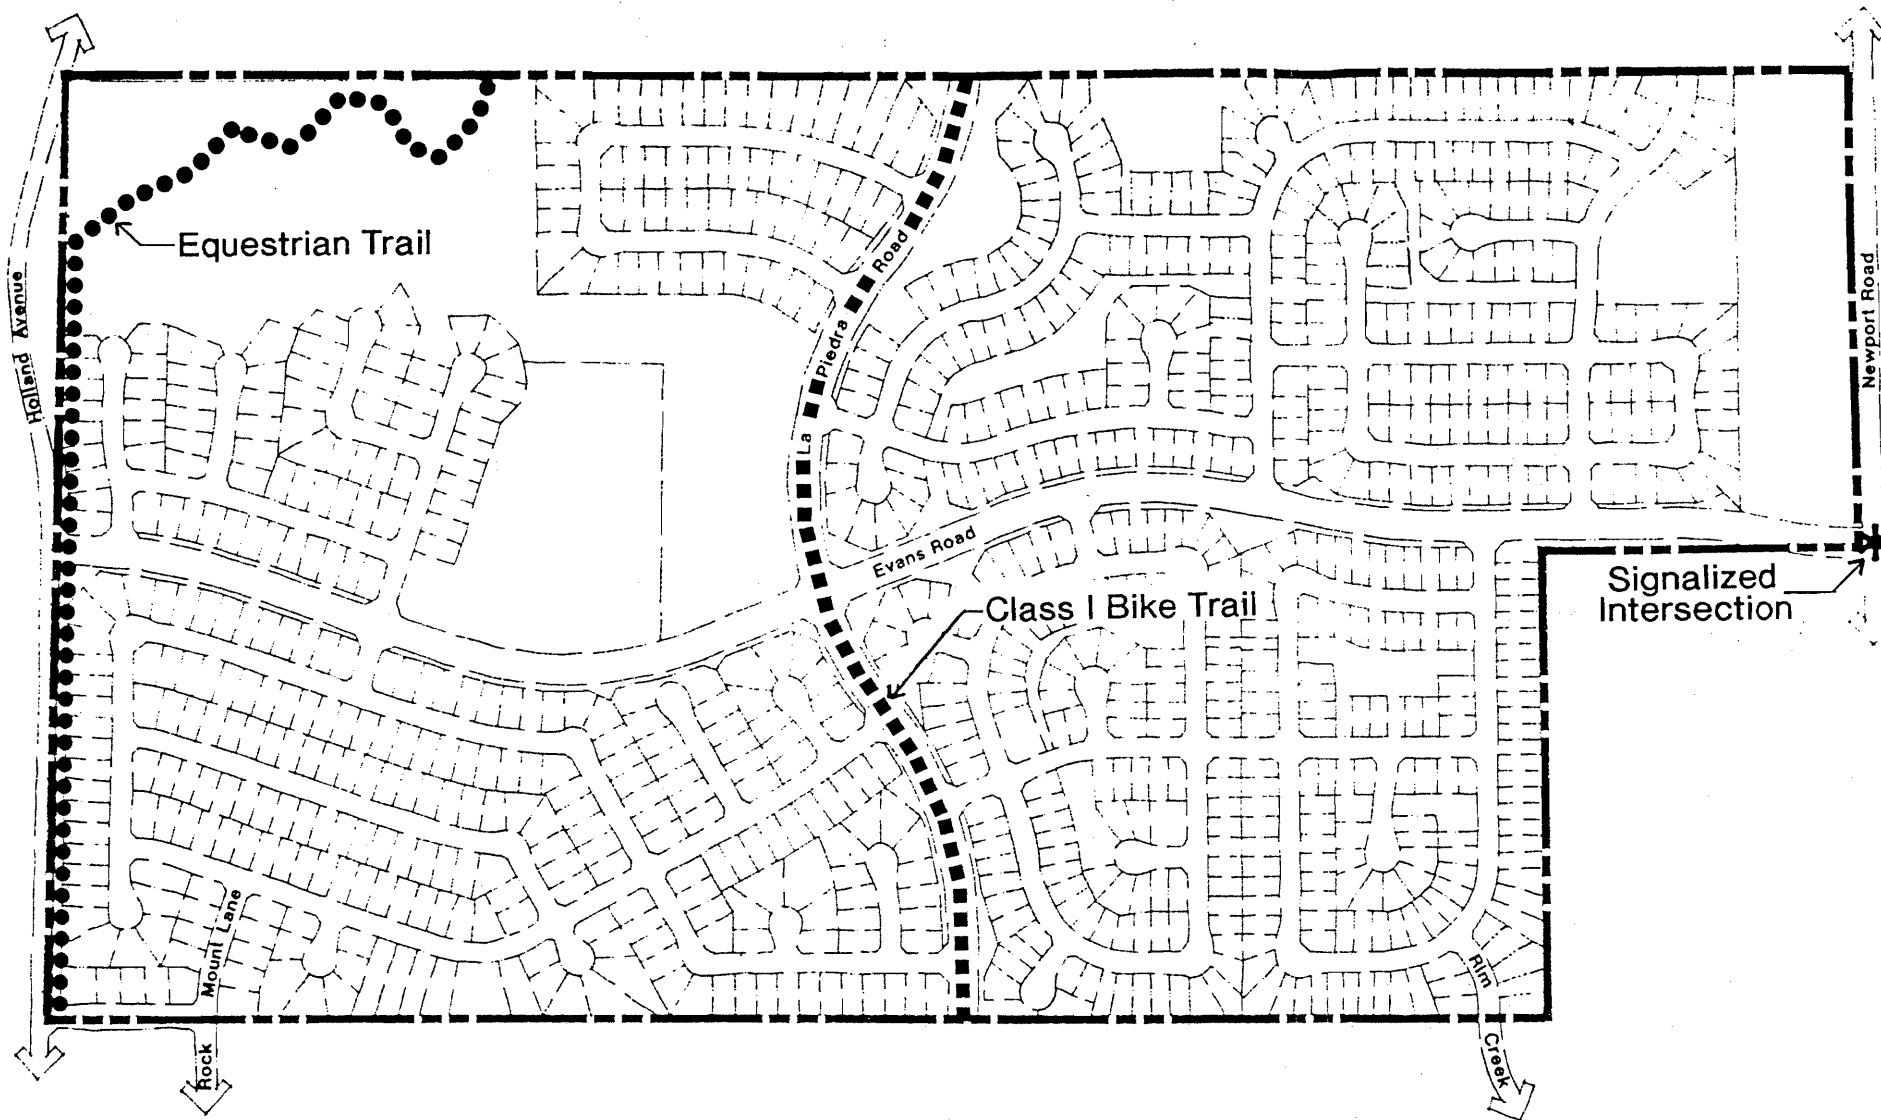 Equestrian Trail
Holland Avenue
La Piedra Road
Newport Road
Evans Road
Signalized
Intersection
Class I Bike Trail
Mount Lane
Rock
Rim
Creek